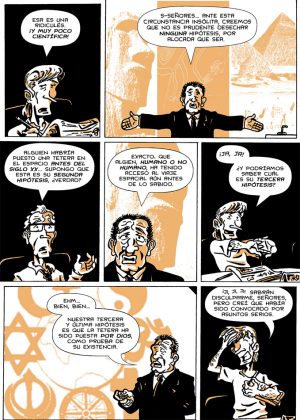 ESA ES UNA
RIDICULÉS.
¡Y MUY POCO
CIENTÍFICA!
S-SEÑORES... ANTE ESTA
CIRCUNSTANCIA INSÓLITA, CREEMOS
QUE NO ES PRUDENTE DESECHAR
NINGUNA HIPÓTESIS, POR
ALOCADA QUE SEA.
ALGUIEN HABRÍA
PUESTO UNA TETERA EN
EL ESPACIO ANTES DEL
SIGLO XX... SUPONGO QUE
ESTA ES SU SEGUNDA
HIPÓTESIS, ¿VERDAD?
EXACTO. QUE
ALGUIEN, HUMANO O NO
HUMANO, HA TENIDO
ACCESO AL VIAJE
ESPACIAL AÚN ANTES
DE LO SABIDO.
¡JA, JA!
¿Y PODRÍAMOS
SABER CUÁL
ES SU TERCERA
HIPÓTESIS?
EHM...
BIEN, BIEN...
NUESTRA TERCERA
Y ÚLTIMA HIPÓTESIS
ES QUE LA TETERA HA
SIDO PUESTA POR DIOS,
COMO PRUEBA DE
SU EXISTENCIA.
¡JI, JI, JI! SABRÁN
DISCULPARME, SEÑORES,
PERO CREÍ QUE HABÍA
SIDO CONVOCADO POR
ASUNTOS SERIOS.